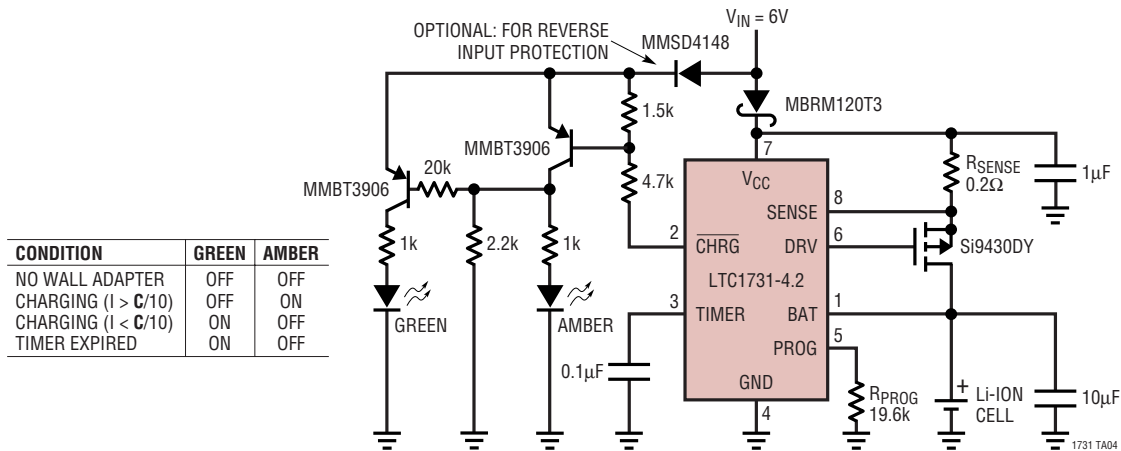 V_IN = 6V
OPTIONAL: FOR REVERSE
INPUT PROTECTION
MMSD4148
MBRM120T3
1.5k
MMBT3906
4.7k
20k
MMBT3906
7
V_CC
R_SENSE
0.2Ω
1µF
SENSE
8
1k
2.2k
1k
2
C̅H̅R̅G̅
DRV
6
Si9430DY
LTC1731-4.2
GREEN
AMBER
3
TIMER
BAT
1
PROG
5
0.1µF
GND
4
R_PROG
19.6k
+
Li-ION
CELL
10µF
1731 TA04
CONDITION GREEN AMBER
NO WALL ADAPTER OFF OFF
CHARGING (I > C/10) OFF ON
CHARGING (I < C/10) ON OFF
TIMER EXPIRED ON OFF